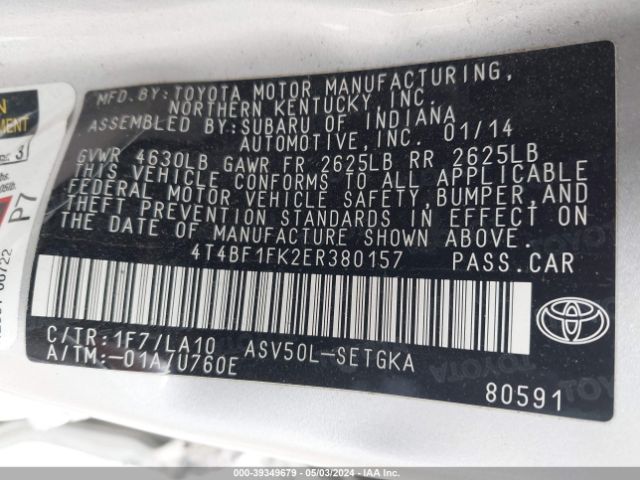 MFD.BY:TOYOTA MOTOR MANUFACTURING,
NORTHERN KENTUCKY,INC.
ASSEMBLED BY:SUBARU OF INDIANA
AUTOMOTIVE,INC. 01/14
GVWR 4630LB GAWR FR 2625LB RR 2625LB
THIS VEHICLE CONFORMS TO ALL APPLICABLE
FEDERAL MOTOR VEHICLE SAFETY,BUMPER,AND
THEFT PREVENTION STANDARDS IN EFFECT ON
THE DATE OF MANUFACTURE SHOWN ABOVE.
4T4BF1FK2ER380157 PASS.CAR
C/TR:1F7/LA10 ASV50L-SETGKA
A/TM:-01A/U760E
TOYOTA
80591
P7
3
000-39349679 - 05/03/2024 - IAA Inc.